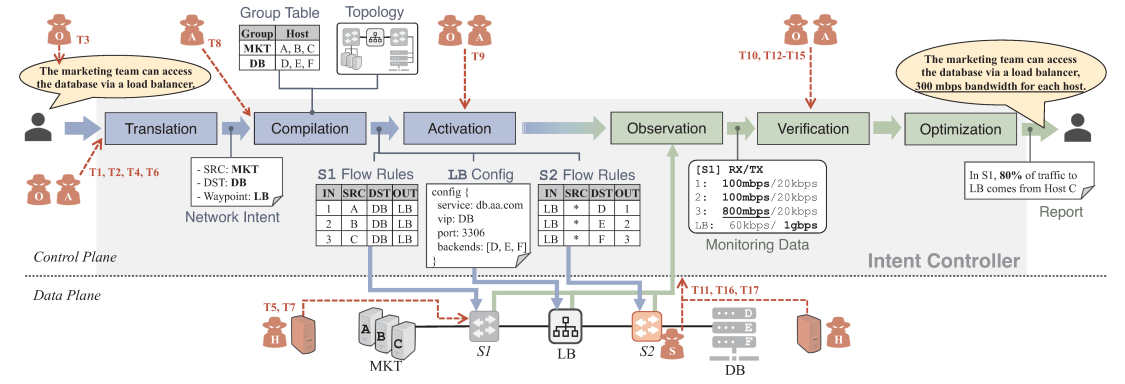 Group Table
Topology
Group Host
MKT A, B, C
DB D, E, F
O
T3
A
T8
O A
T9
O A
T10, T12-T15
The marketing team can access
the database via a load balancer.
The marketing team can access
the database via a load balancer,
300 mbps bandwidth for each host.
Translation
Compilation
Activation
Observation
Verification
Optimization
T1, T2, T4, T6
O A
- SRC: MKT
- DST: DB
- Waypoint: LB
Network Intent
S1 Flow Rules
IN SRC DST OUT
1 A DB LB
2 B DB LB
3 C DB LB
LB Config
config {
service: db.aa.com
vip: DB
port: 3306
backends: [D, E, F]
}
S2 Flow Rules
IN SRC DST OUT
LB * D 1
LB * E 2
LB * F 3
[S1] RX/TX
1: 100mbps/20kbps
2: 100mbps/20kbps
3: 800mbps/20kbps
LB: 60kbps/ 1gbps
Monitoring Data
In S1, 80% of traffic to
LB comes from Host C
Report
Control Plane
Intent Controller
Data Plane
T5, T7
T11, T16, T17
H
A
B
C
MKT
S1
LB
S2
S
D
E
F
DB
H